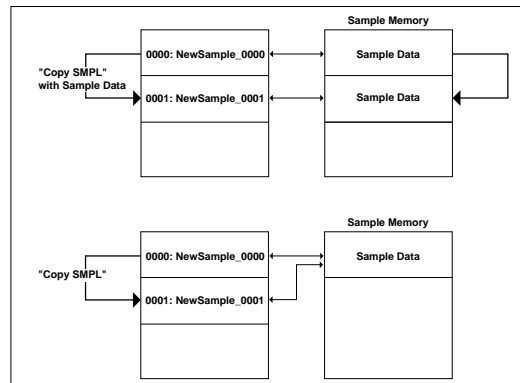 Sample Memory
0000: NewSample_0000
Sample Data
"Copy SMPL"
with Sample Data
0001: NewSample_0001
Sample Data
Sample Memory
0000: NewSample_0000
Sample Data
"Copy SMPL"
0001: NewSample_0001